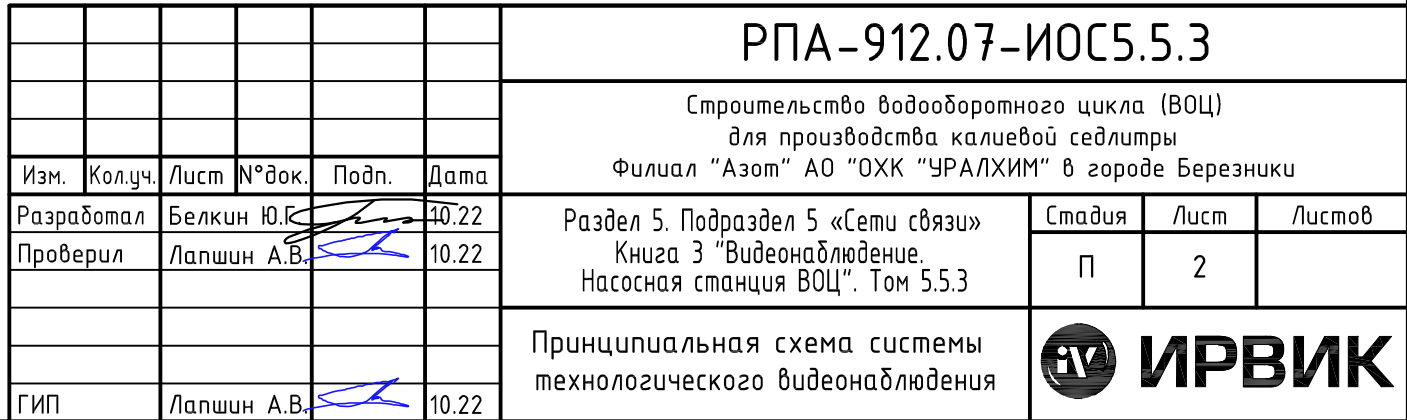 РПА-912.07-ИОС5.5.3
Строительство водооборотного цикла (ВОЦ)
для производства калиевой седлитры
Филиал "Азот" АО "ОХК "УРАЛХИМ" в городе Березники
Изм. Кол.уч. Лист N°док. Подп. Дата
Разработал Белкин Ю.Г. 10.22
Проверил Лапшин А.В. 10.22
ГИП Лапшин А.В. 10.22
Раздел 5. Подраздел 5 «Сети связи»
Книга 3 "Видеонаблюдение.
Насосная станция ВОЦ". Том 5.5.3
Стадия Лист Листов
П 2
Принципиальная схема системы
технологического видеонаблюдения
iV ИРВИК